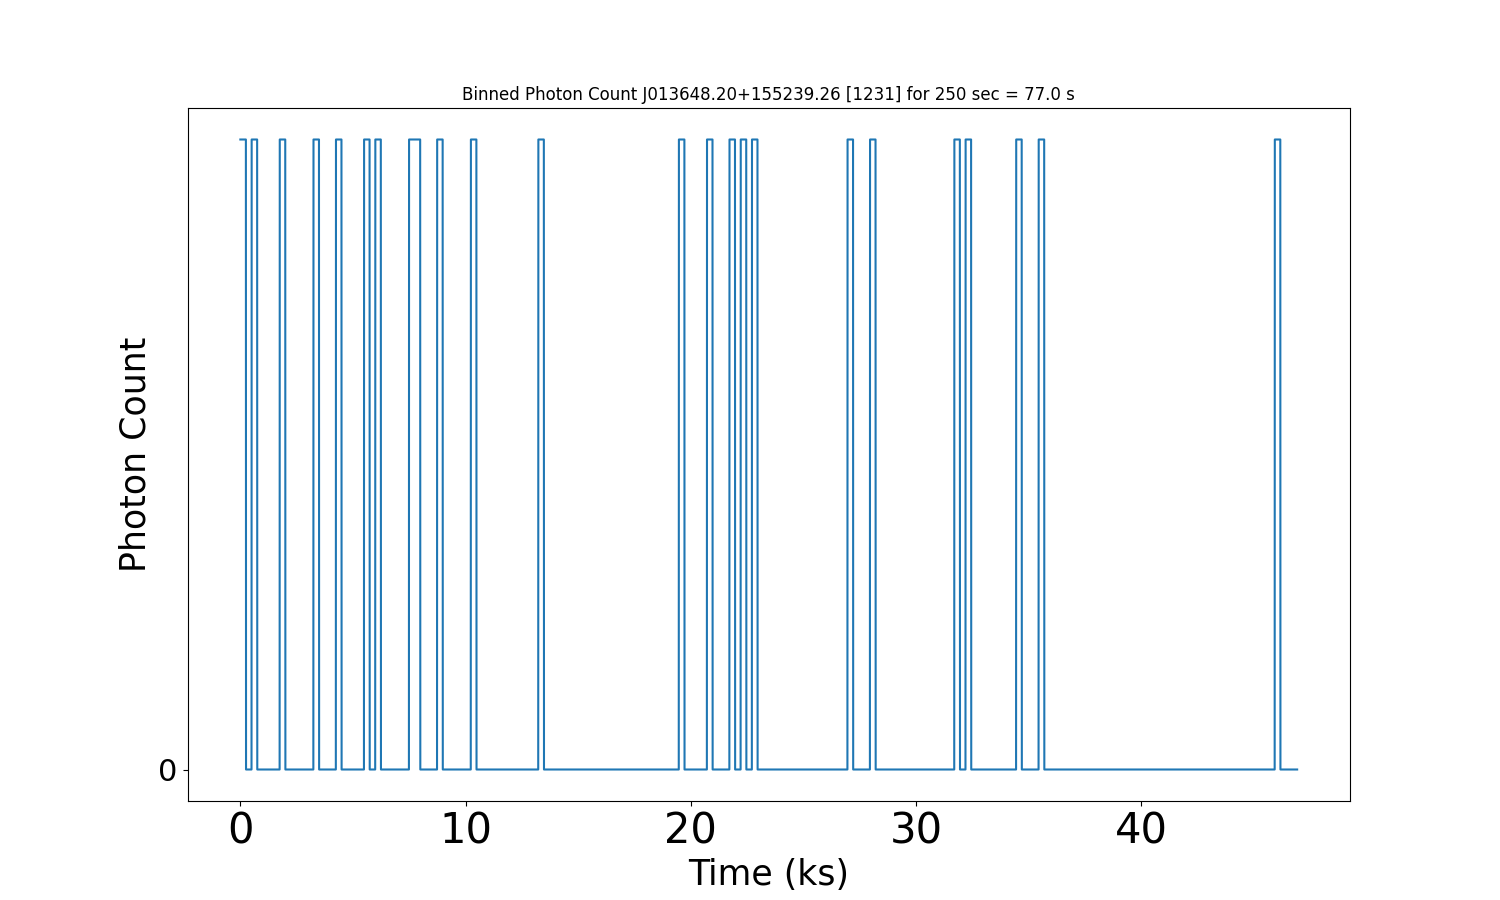 Binned Photon Count J013648.20+155239.26 [1231] for 250 sec = 77.0 s
Photon Count
0
0 10 20 30 40
Time (ks)